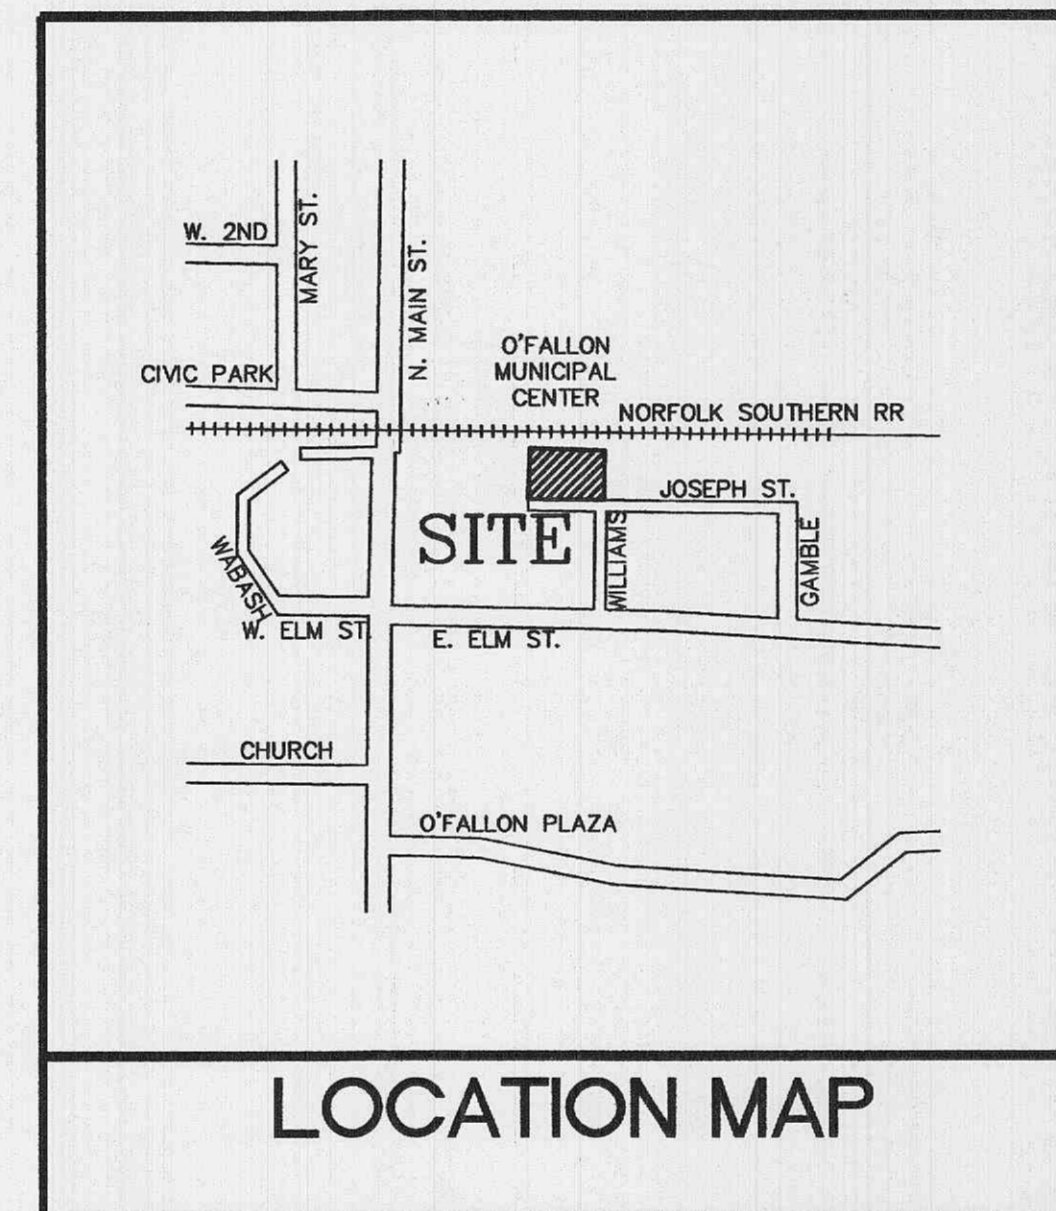 W. 2ND
MARY ST.
N. MAIN ST.
CIVIC PARK
O'FALLON
MUNICIPAL
CENTER
NORFOLK SOUTHERN RR
JOSEPH ST.
SITE
WILLIAMS
GAMBLE
WABASH
W. ELM ST.
E. ELM ST.
CHURCH
O'FALLON PLAZA
LOCATION MAP